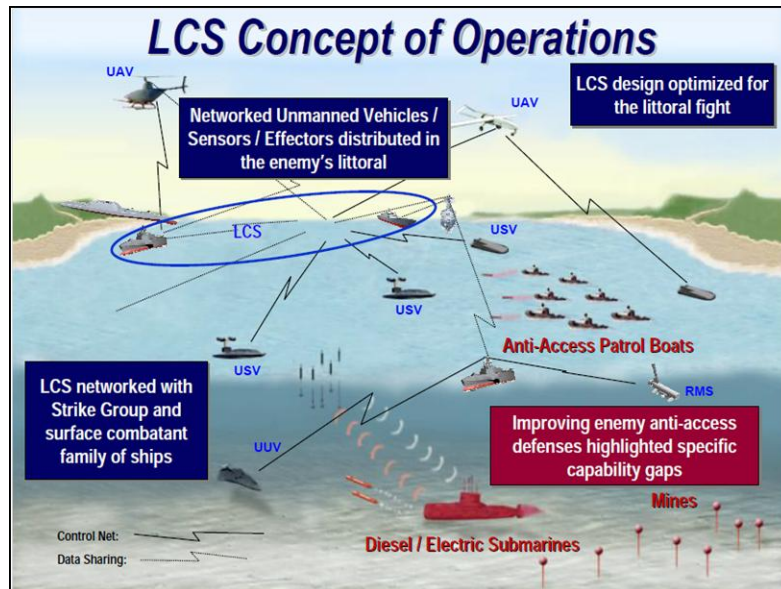 LCS Concept of Operations
UAV
Networked Unmanned Vehicles /
Sensors / Effectors distributed in
the enemy's littoral
UAV
LCS design optimized for
the littoral fight
LCS
USV
USV
Anti-Access Patrol Boats
USV
RMS
LCS networked with
Strike Group and
surface combatant
family of ships
UUV
Improving enemy anti-access
defenses highlighted specific
capability gaps
Mines
Diesel / Electric Submarines
Control Net:
Data Sharing: